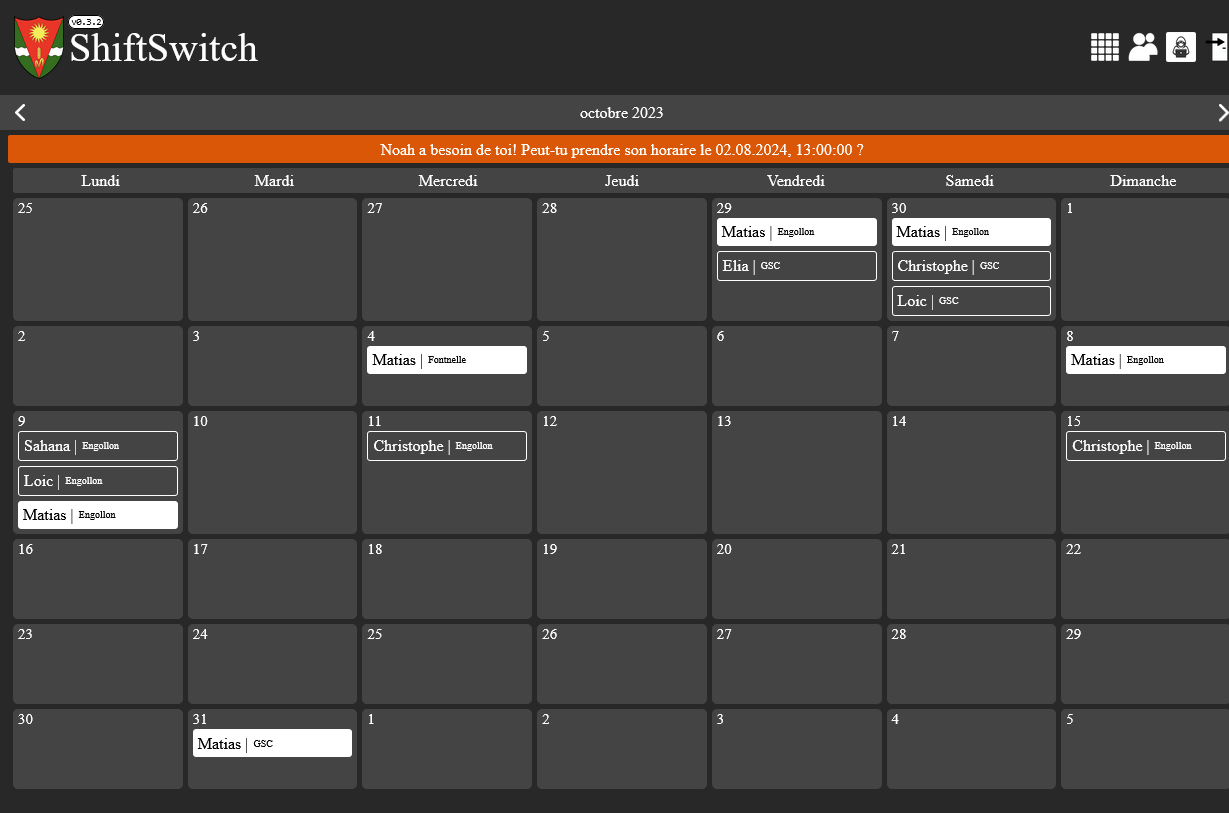 v0.3.2
ShiftSwitch
octobre 2023
Noah a besoin de toi! Peut-tu prendre son horaire le 02.08.2024, 13:00:00 ?
Lundi Mardi Mercredi Jeudi Vendredi Samedi Dimanche
25 26 27 28 29 30 1
Matias | Engollon Matias | Engollon
Elia | GSC Christophe | GSC
Loic | GSC
2 3 4 5 6 7 8
Matias | Fontnelle Matias | Engollon
9 10 11 12 13 14 15
Sahana | Engollon Christophe | Engollon Christophe | Engollon
Loic | Engollon
Matias | Engollon
16 17 18 19 20 21 22
23 24 25 26 27 28 29
30 31 1 2 3 4 5
Matias | GSC